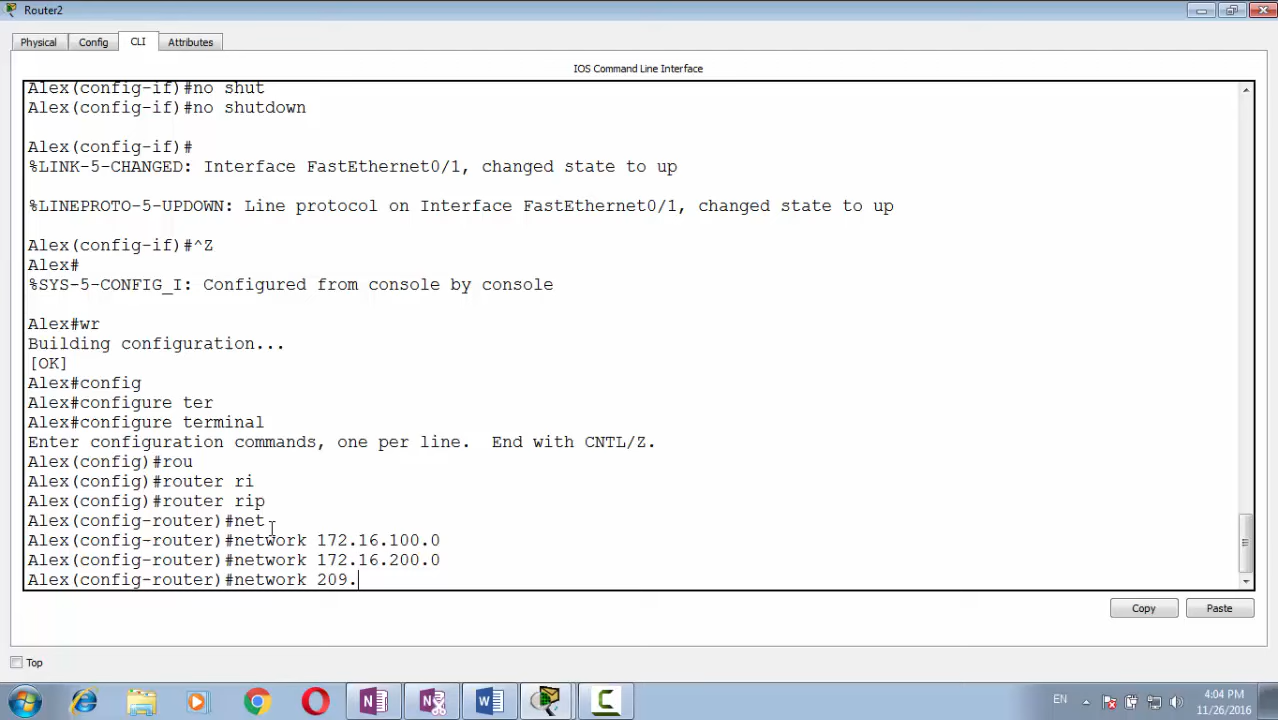 Router2
Physical
Config
CLI
Attributes
IOS Command Line Interface
Alex(config-if)#no shut
Alex(config-if)#no shutdown
Alex(config-if)#
%LINK-5-CHANGED: Interface FastEthernet0/1, changed state to up
%LINEPROTO-5-UPDOWN: Line protocol on Interface FastEthernet0/1, changed state to up
Alex(config-if)#^Z
Alex#
%SYS-5-CONFIG_I: Configured from console by console
Alex#wr
Building configuration...
[OK]
Alex#config
Alex#configure ter
Alex#configure terminal
Enter configuration commands, one per line.  End with CNTL/Z.
Alex(config)#rou
Alex(config)#router ri
Alex(config)#router rip
Alex(config-router)#net
Alex(config-router)#network 172.16.100.0
Alex(config-router)#network 172.16.200.0
Alex(config-router)#network 209.
Copy
Paste
Top
EN
4:04 PM
11/26/2016